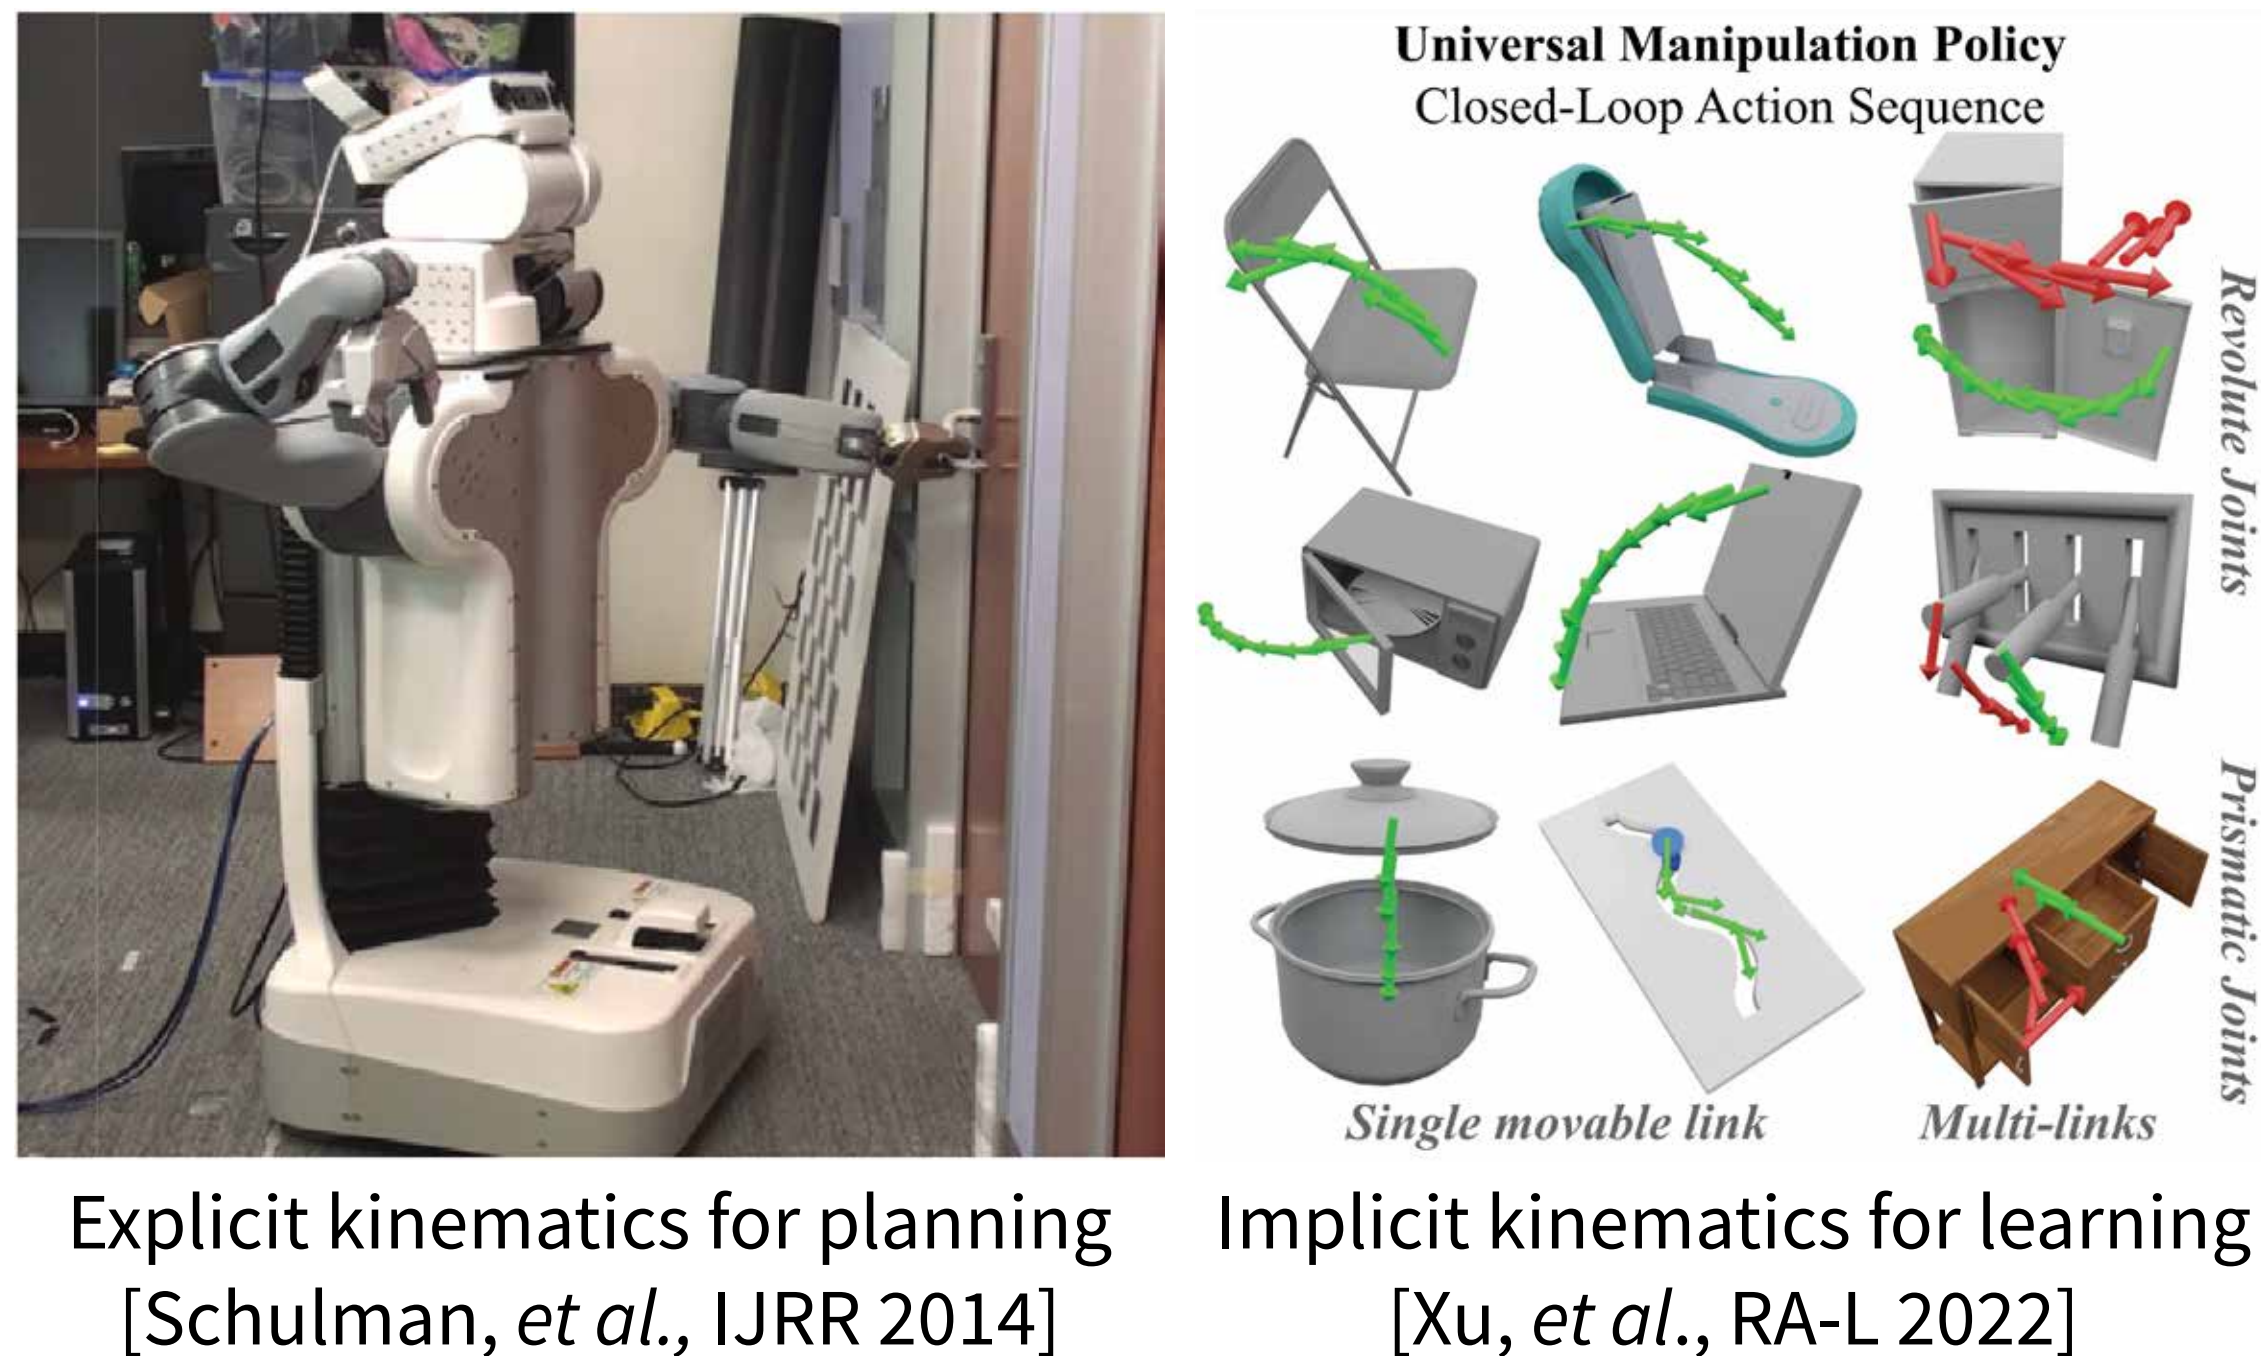 Universal Manipulation Policy
Closed-Loop Action Sequence
Revolute Joints
Prismatic Joints
Single movable link
Multi-links
Explicit kinematics for planning
[Schulman, et al., IJRR 2014]
Implicit kinematics for learning
[Xu, et al., RA-L 2022]